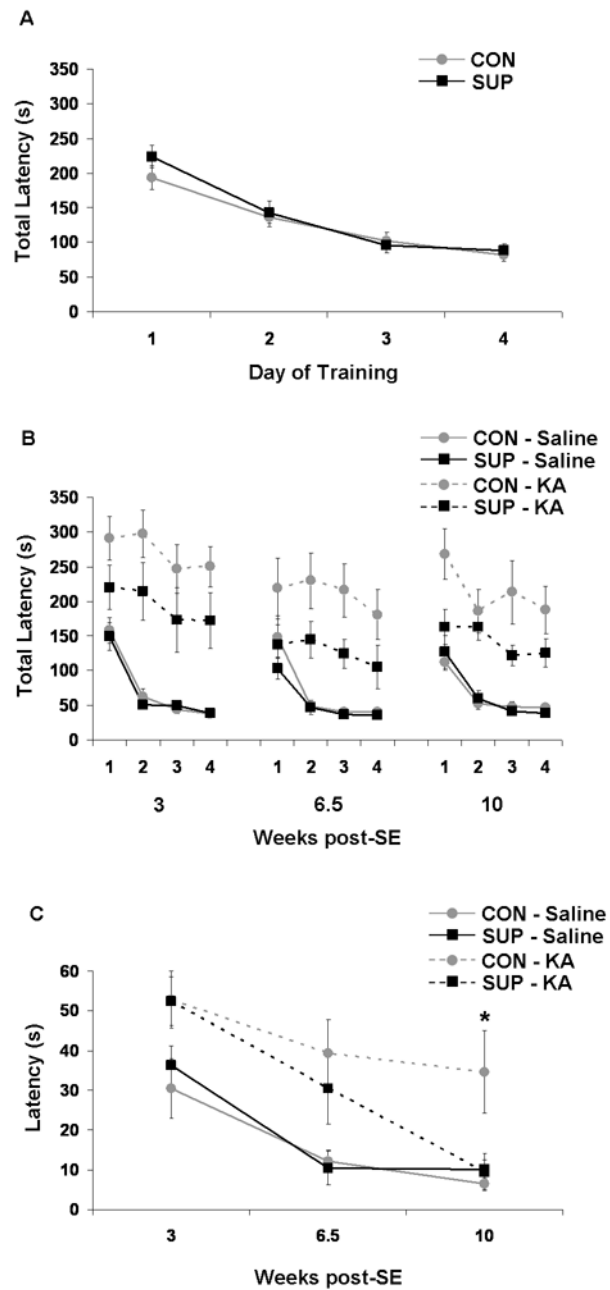 A
CON
SUP
350
300
250
200
150
100
50
0
Total Latency (s)
1 2 3 4
Day of Training
B
CON - Saline
SUP - Saline
CON - KA
SUP - KA
350
300
250
200
150
100
50
0
Total Latency (s)
1 2 3 4 1 2 3 4 1 2 3 4
3 6.5 10
Weeks post-SE
C
CON - Saline
SUP - Saline
CON - KA
SUP - KA
60
50
40
30
20
10
0
Latency (s)
*
3 6.5 10
Weeks post-SE